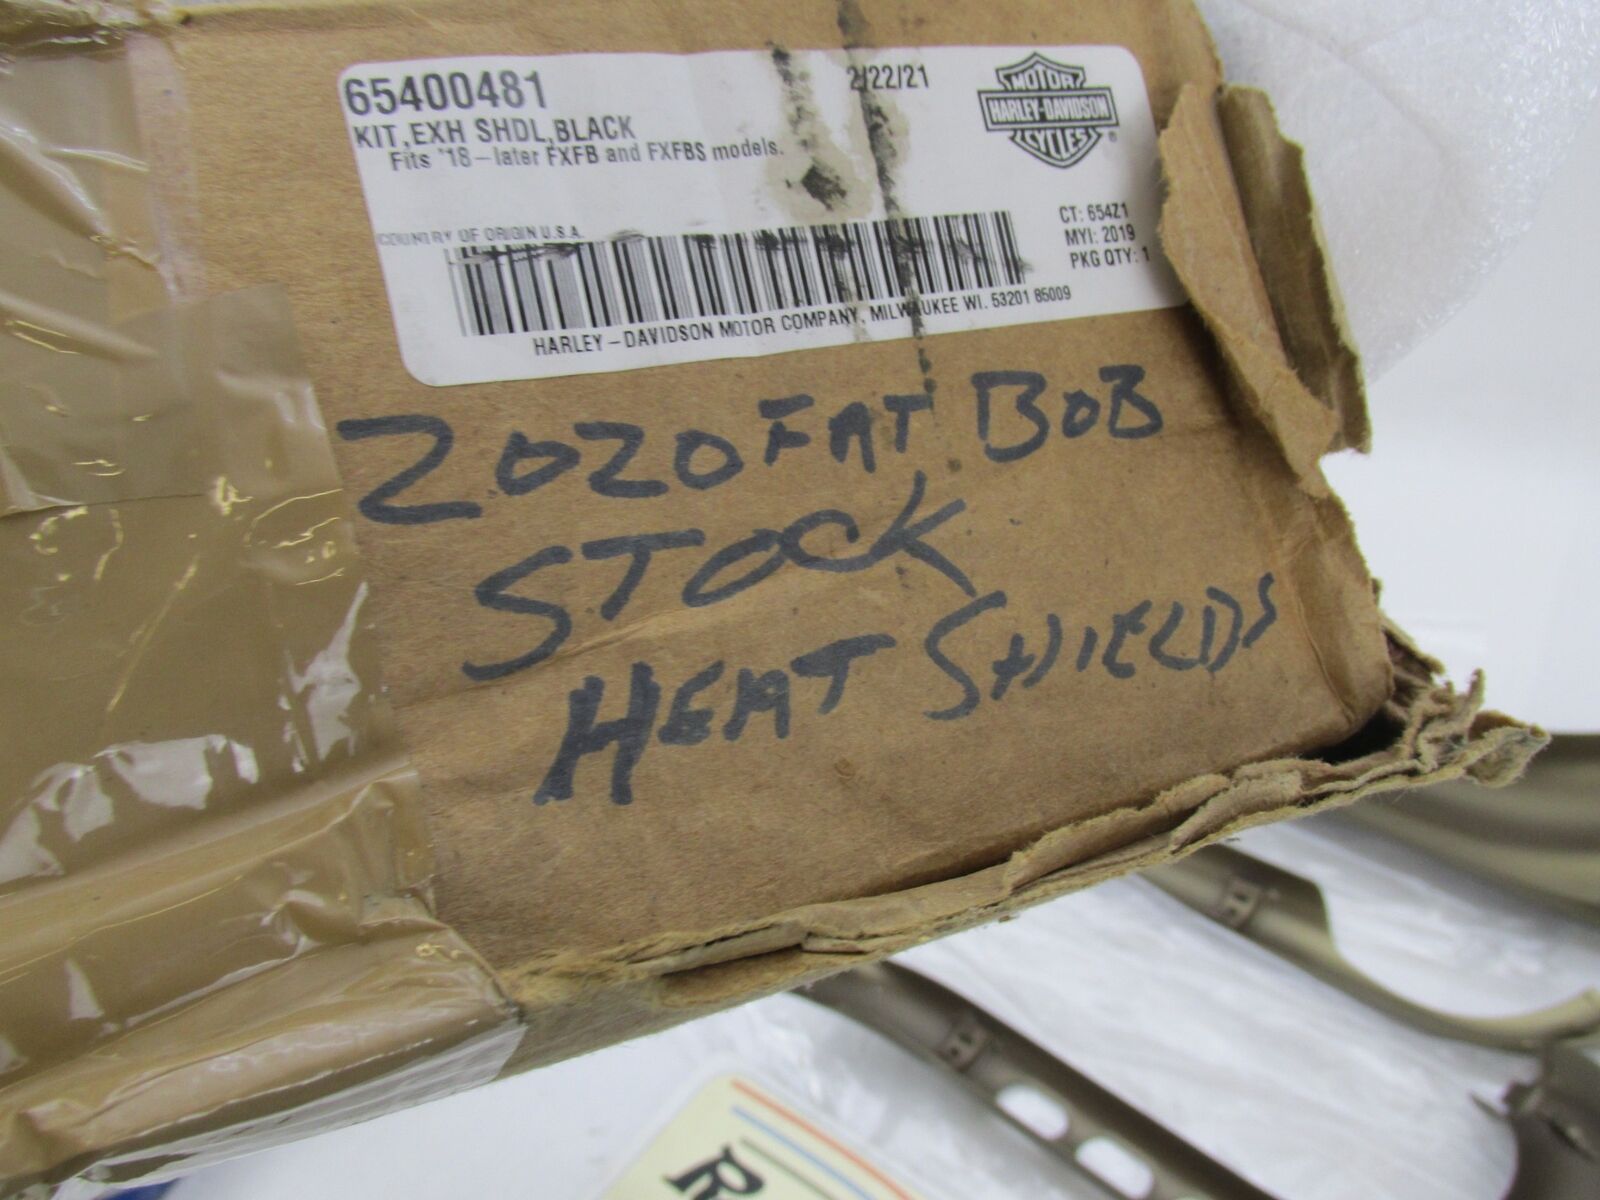 65400481
2/22/21
KIT,EXH SHDL,BLACK
Fits '18-later FXFB and FXFBS models.
MOTOR
HARLEY-DAVIDSON
CYCLES
®
COUNTRY OF ORIGIN U.S.A.
CT: 654Z1
MYI: 2019
PKG QTY: 1
HARLEY-DAVIDSON MOTOR COMPANY, MILWAUKEE WI. 53201 85009
2020 FAT BOB
STOCK
HEAT SHIELDS
R